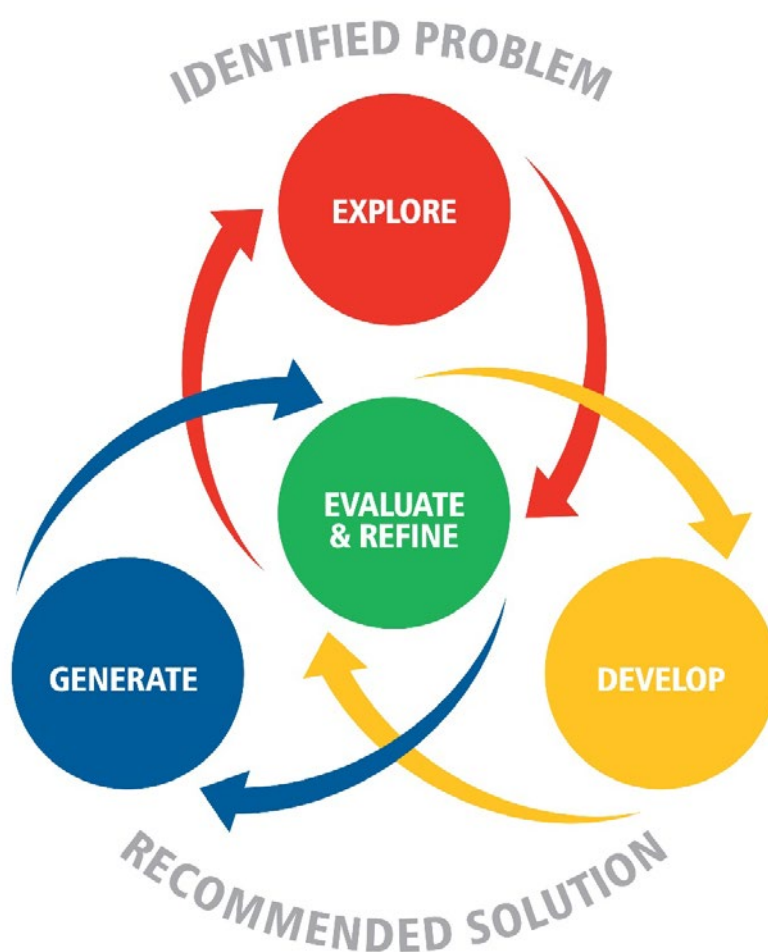 IDENTIFIED PROBLEM
EXPLORE
EVALUATE
& REFINE
GENERATE
DEVELOP
RECOMMENDED SOLUTION